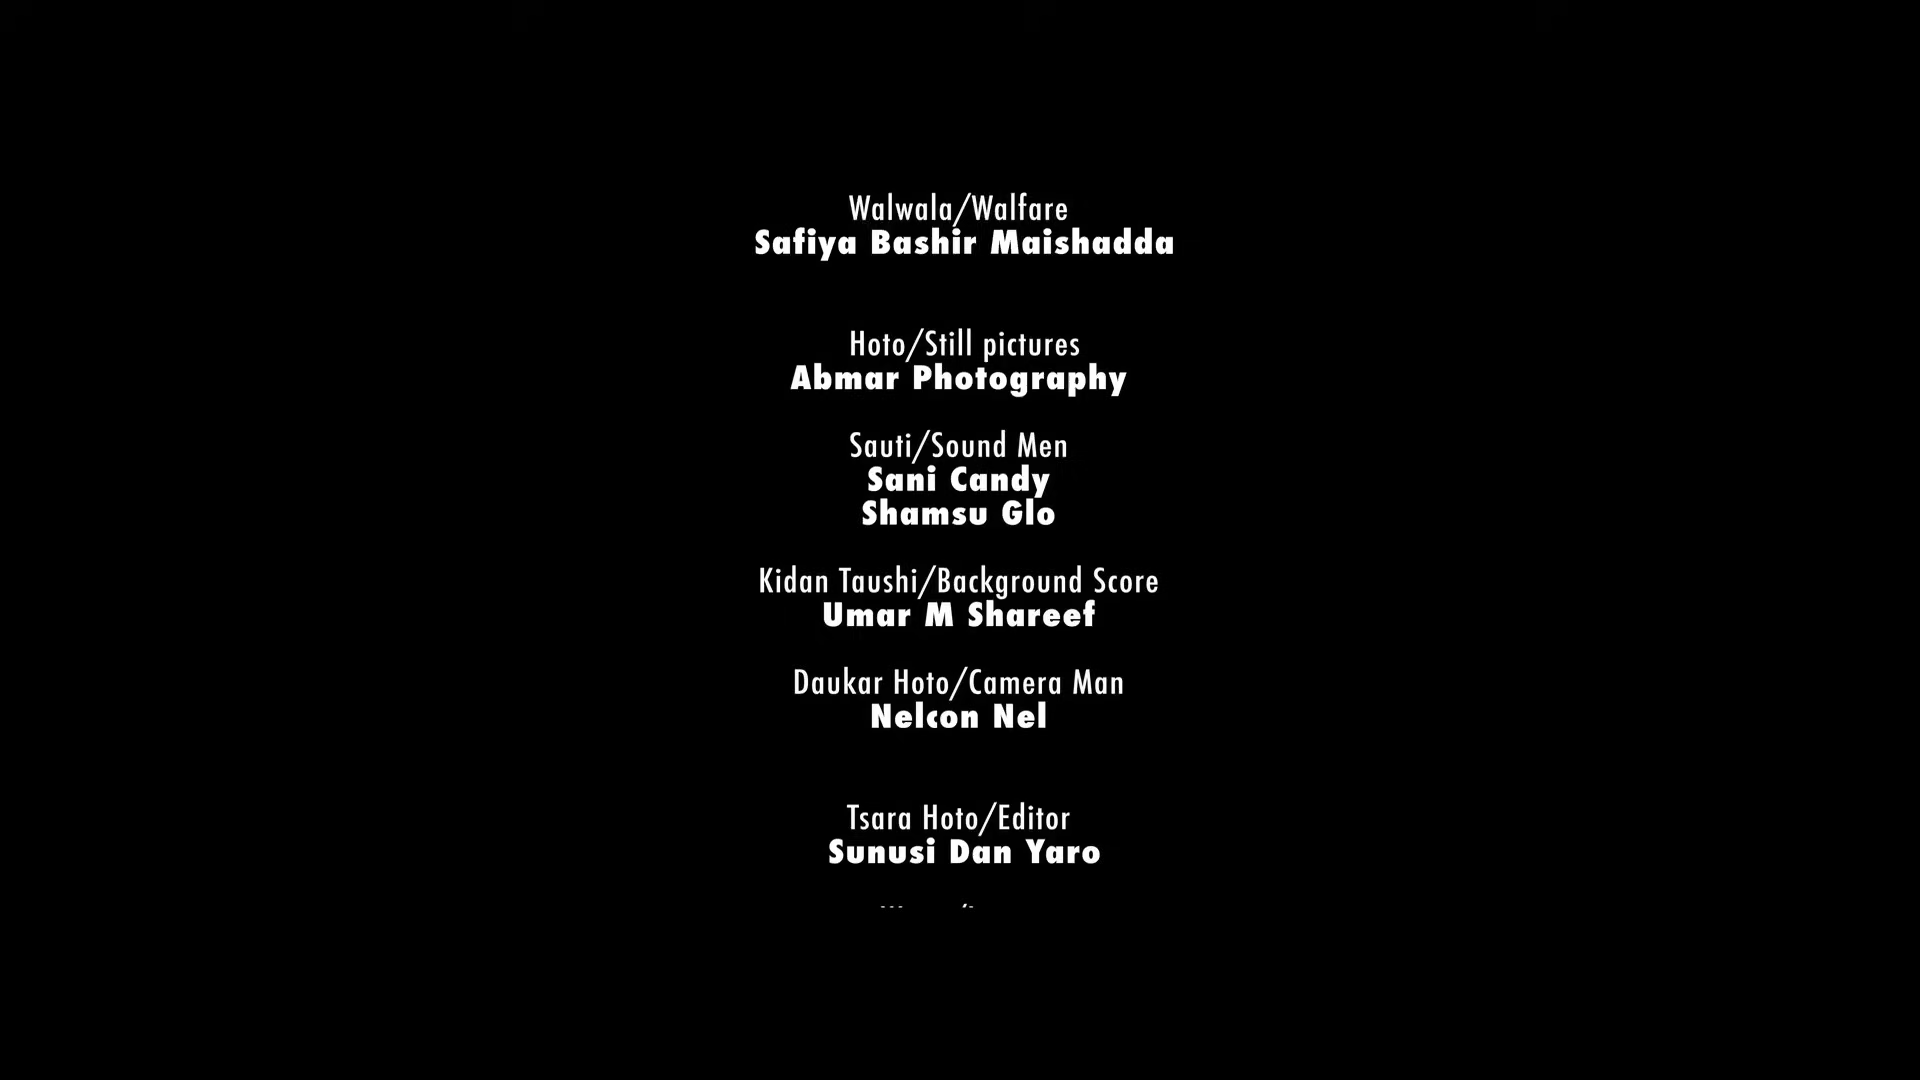 Walwala/Walfare
Safiya Bashir Maishadda
Hoto/Still pictures
Abmar Photography
Sauti/Sound Men
Sani Candy
Shamsu Glo
Kidan Taushi/Background Score
Umar M Shareef
Daukar Hoto/Camera Man
Nelcon Nel
Tsara Hoto/Editor
Sunusi Dan Yaro